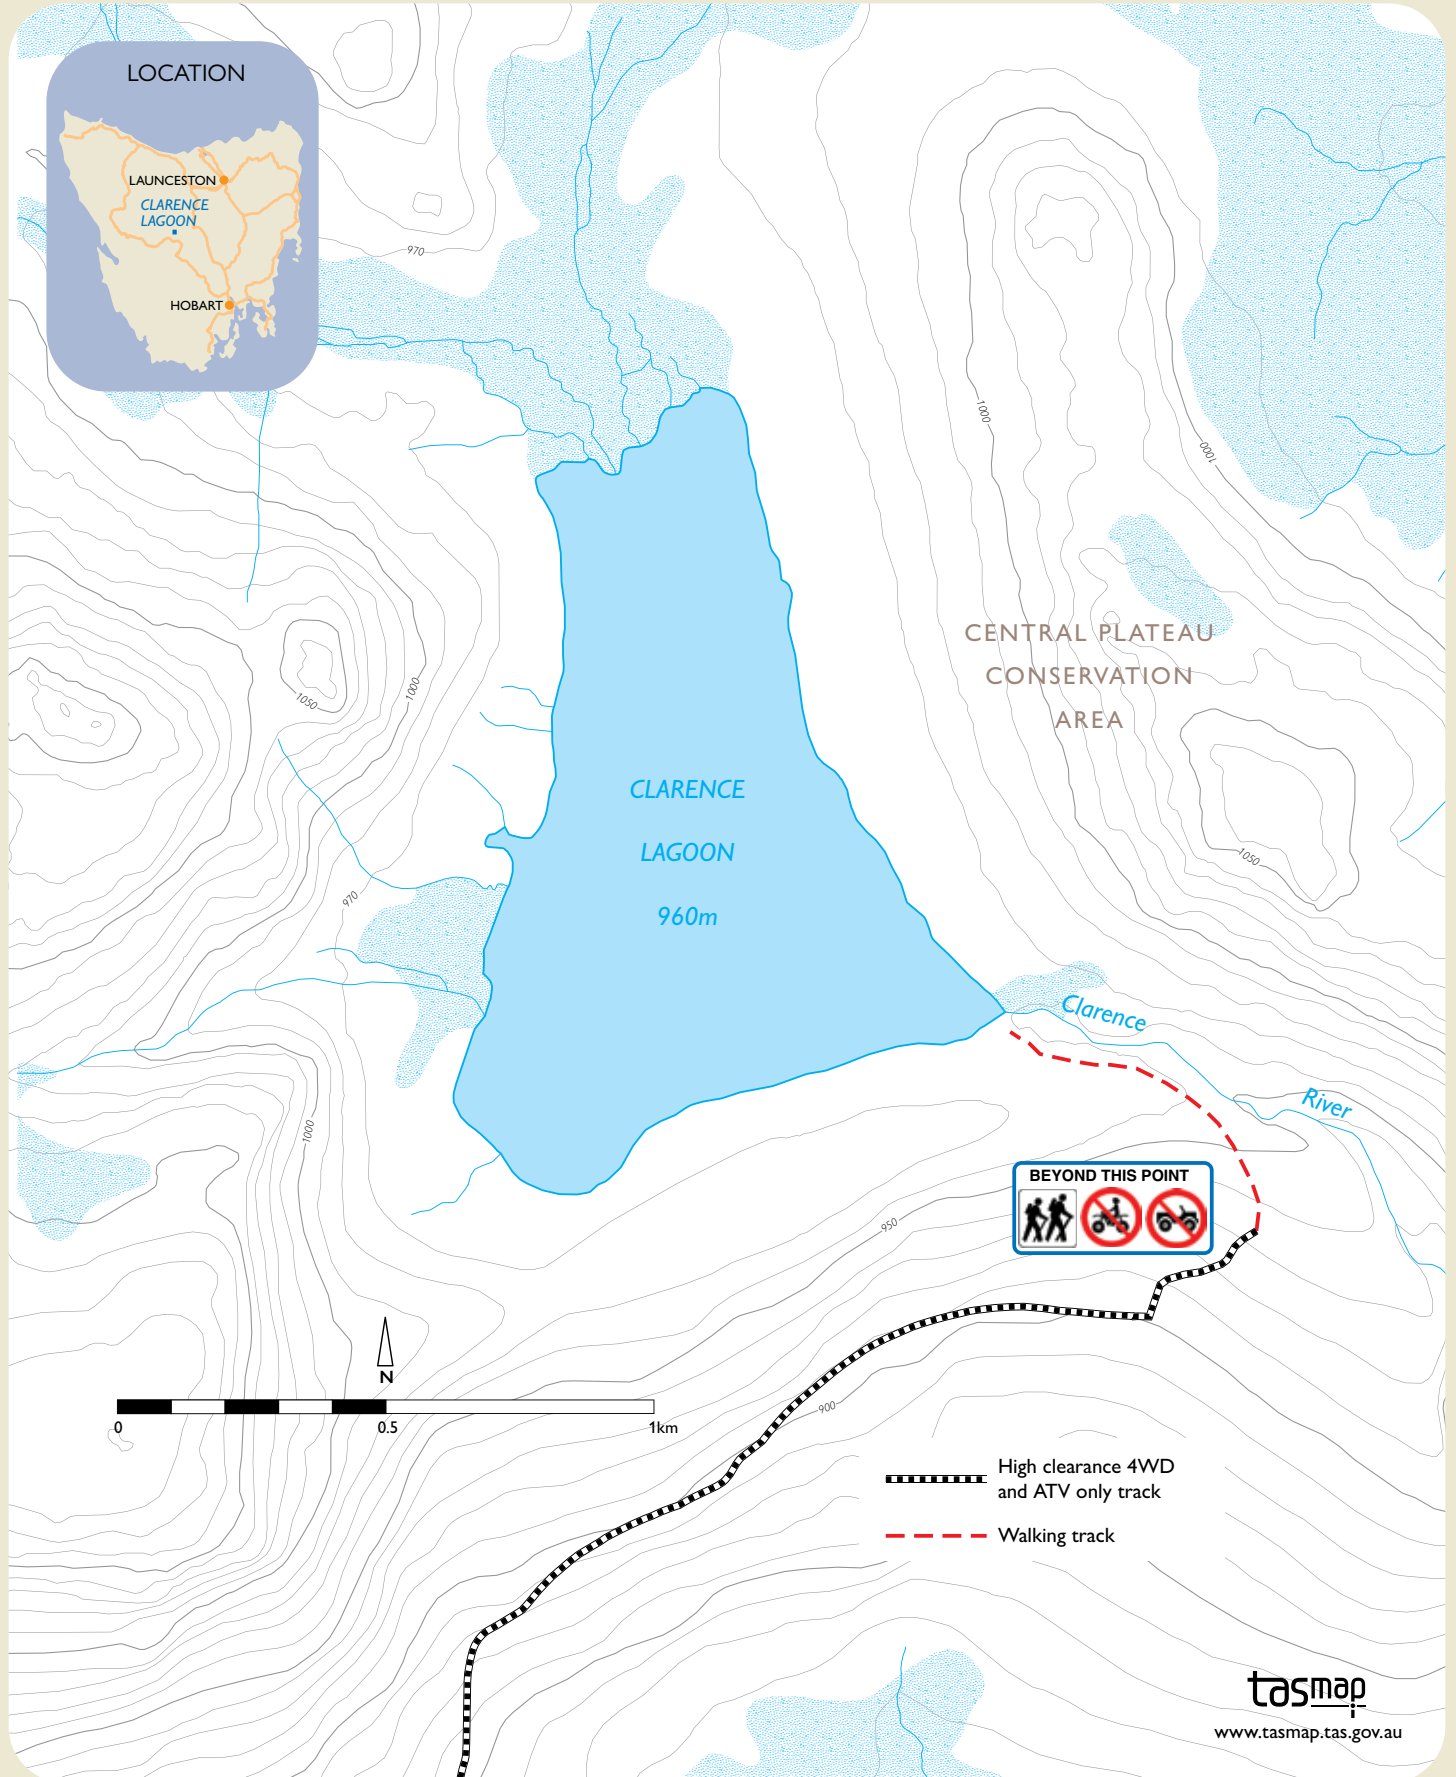 LOCATION
LAUNCESTON
CLARENCE
LAGOON
HOBART
970
1000
1000
CENTRAL PLATEAU
CONSERVATION
AREA
1050
1000
CLARENCE
LAGOON
960m
1050
970
Clarence
River
1000
BEYOND THIS POINT
950
N
0
0.5
1km
900
High clearance 4WD
and ATV only track
Walking track
tasmap
www.tasmap.tas.gov.au